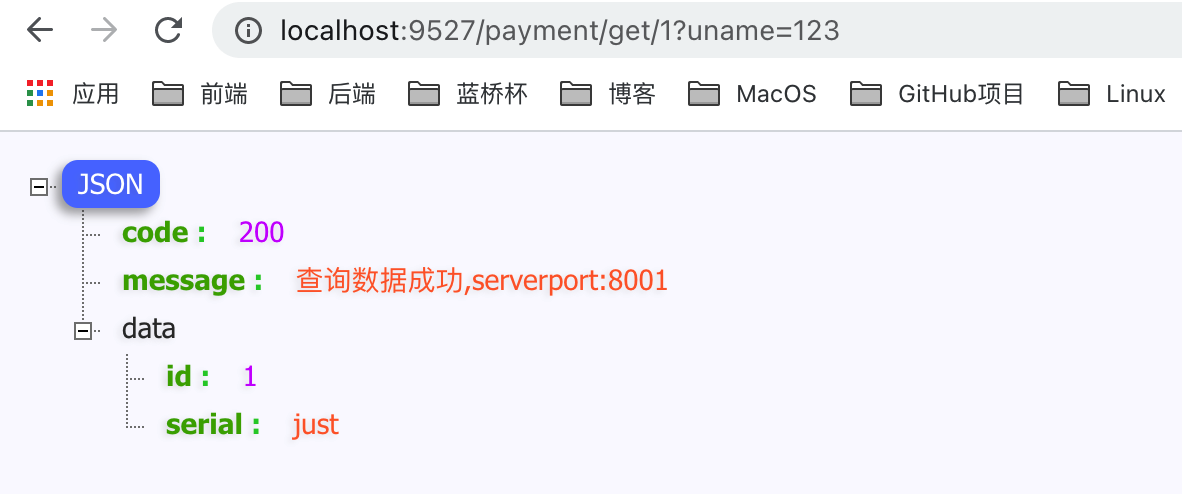 localhost:9527/payment/get/1?uname=123
应用 前端 后端 蓝桥杯 博客 MacOS GitHub项目 Linux
JSON
code : 200
message : 查询数据成功,serverport:8001
data
id : 1
serial : just